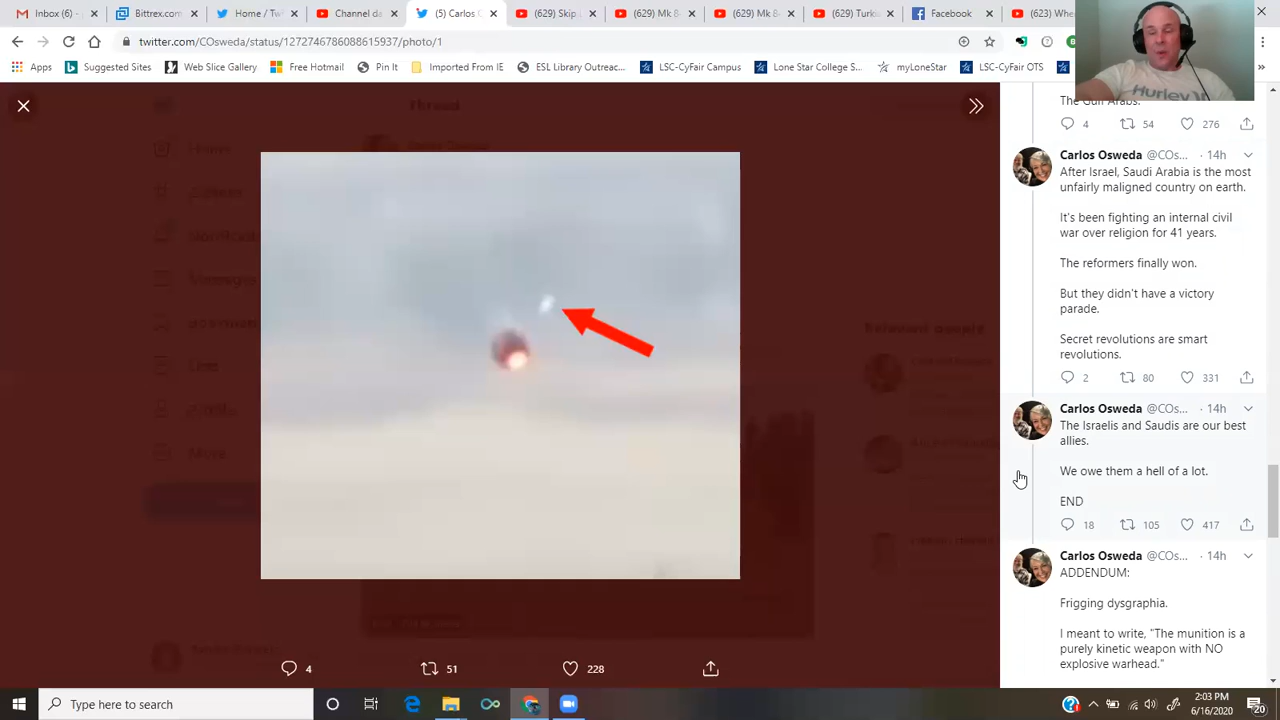 Home / Tw
Channel da
(5) Carlos C
(629) Skip
(629) Mk 8
(629) Mk 8
(629) Turko
Facebook
(623) Whe
twitter.com/COsweda/status/1272746786088615937/photo/1
Apps
Suggested Sites
Web Slice Gallery
Free Hotmail
Pin It
Imported From IE
ESL Library Outreac...
LSC-CyFair Campus
Lone Star College S...
myLoneStar
LSC-CyFair OTS
»
Hurley
The Gulf Arabs.
4
54
276
Carlos Osweda @COs... · 14h
After Israel, Saudi Arabia is the most
unfairly maligned country on earth.
It's been fighting an internal civil
war over religion for 41 years.
The reformers finally won.
But they didn't have a victory
parade.
Secret revolutions are smart
revolutions.
2
80
331
Carlos Osweda @COs... · 14h
The Israelis and Saudis are our best
allies.
We owe them a hell of a lot.
END
18
105
417
Carlos Osweda @COs... · 14h
ADDENDUM:
Frigging dysgraphia.
I meant to write, "The munition is a
purely kinetic weapon with NO
explosive warhead."
4
51
228
Type here to search
2:03 PM
6/16/2020
20